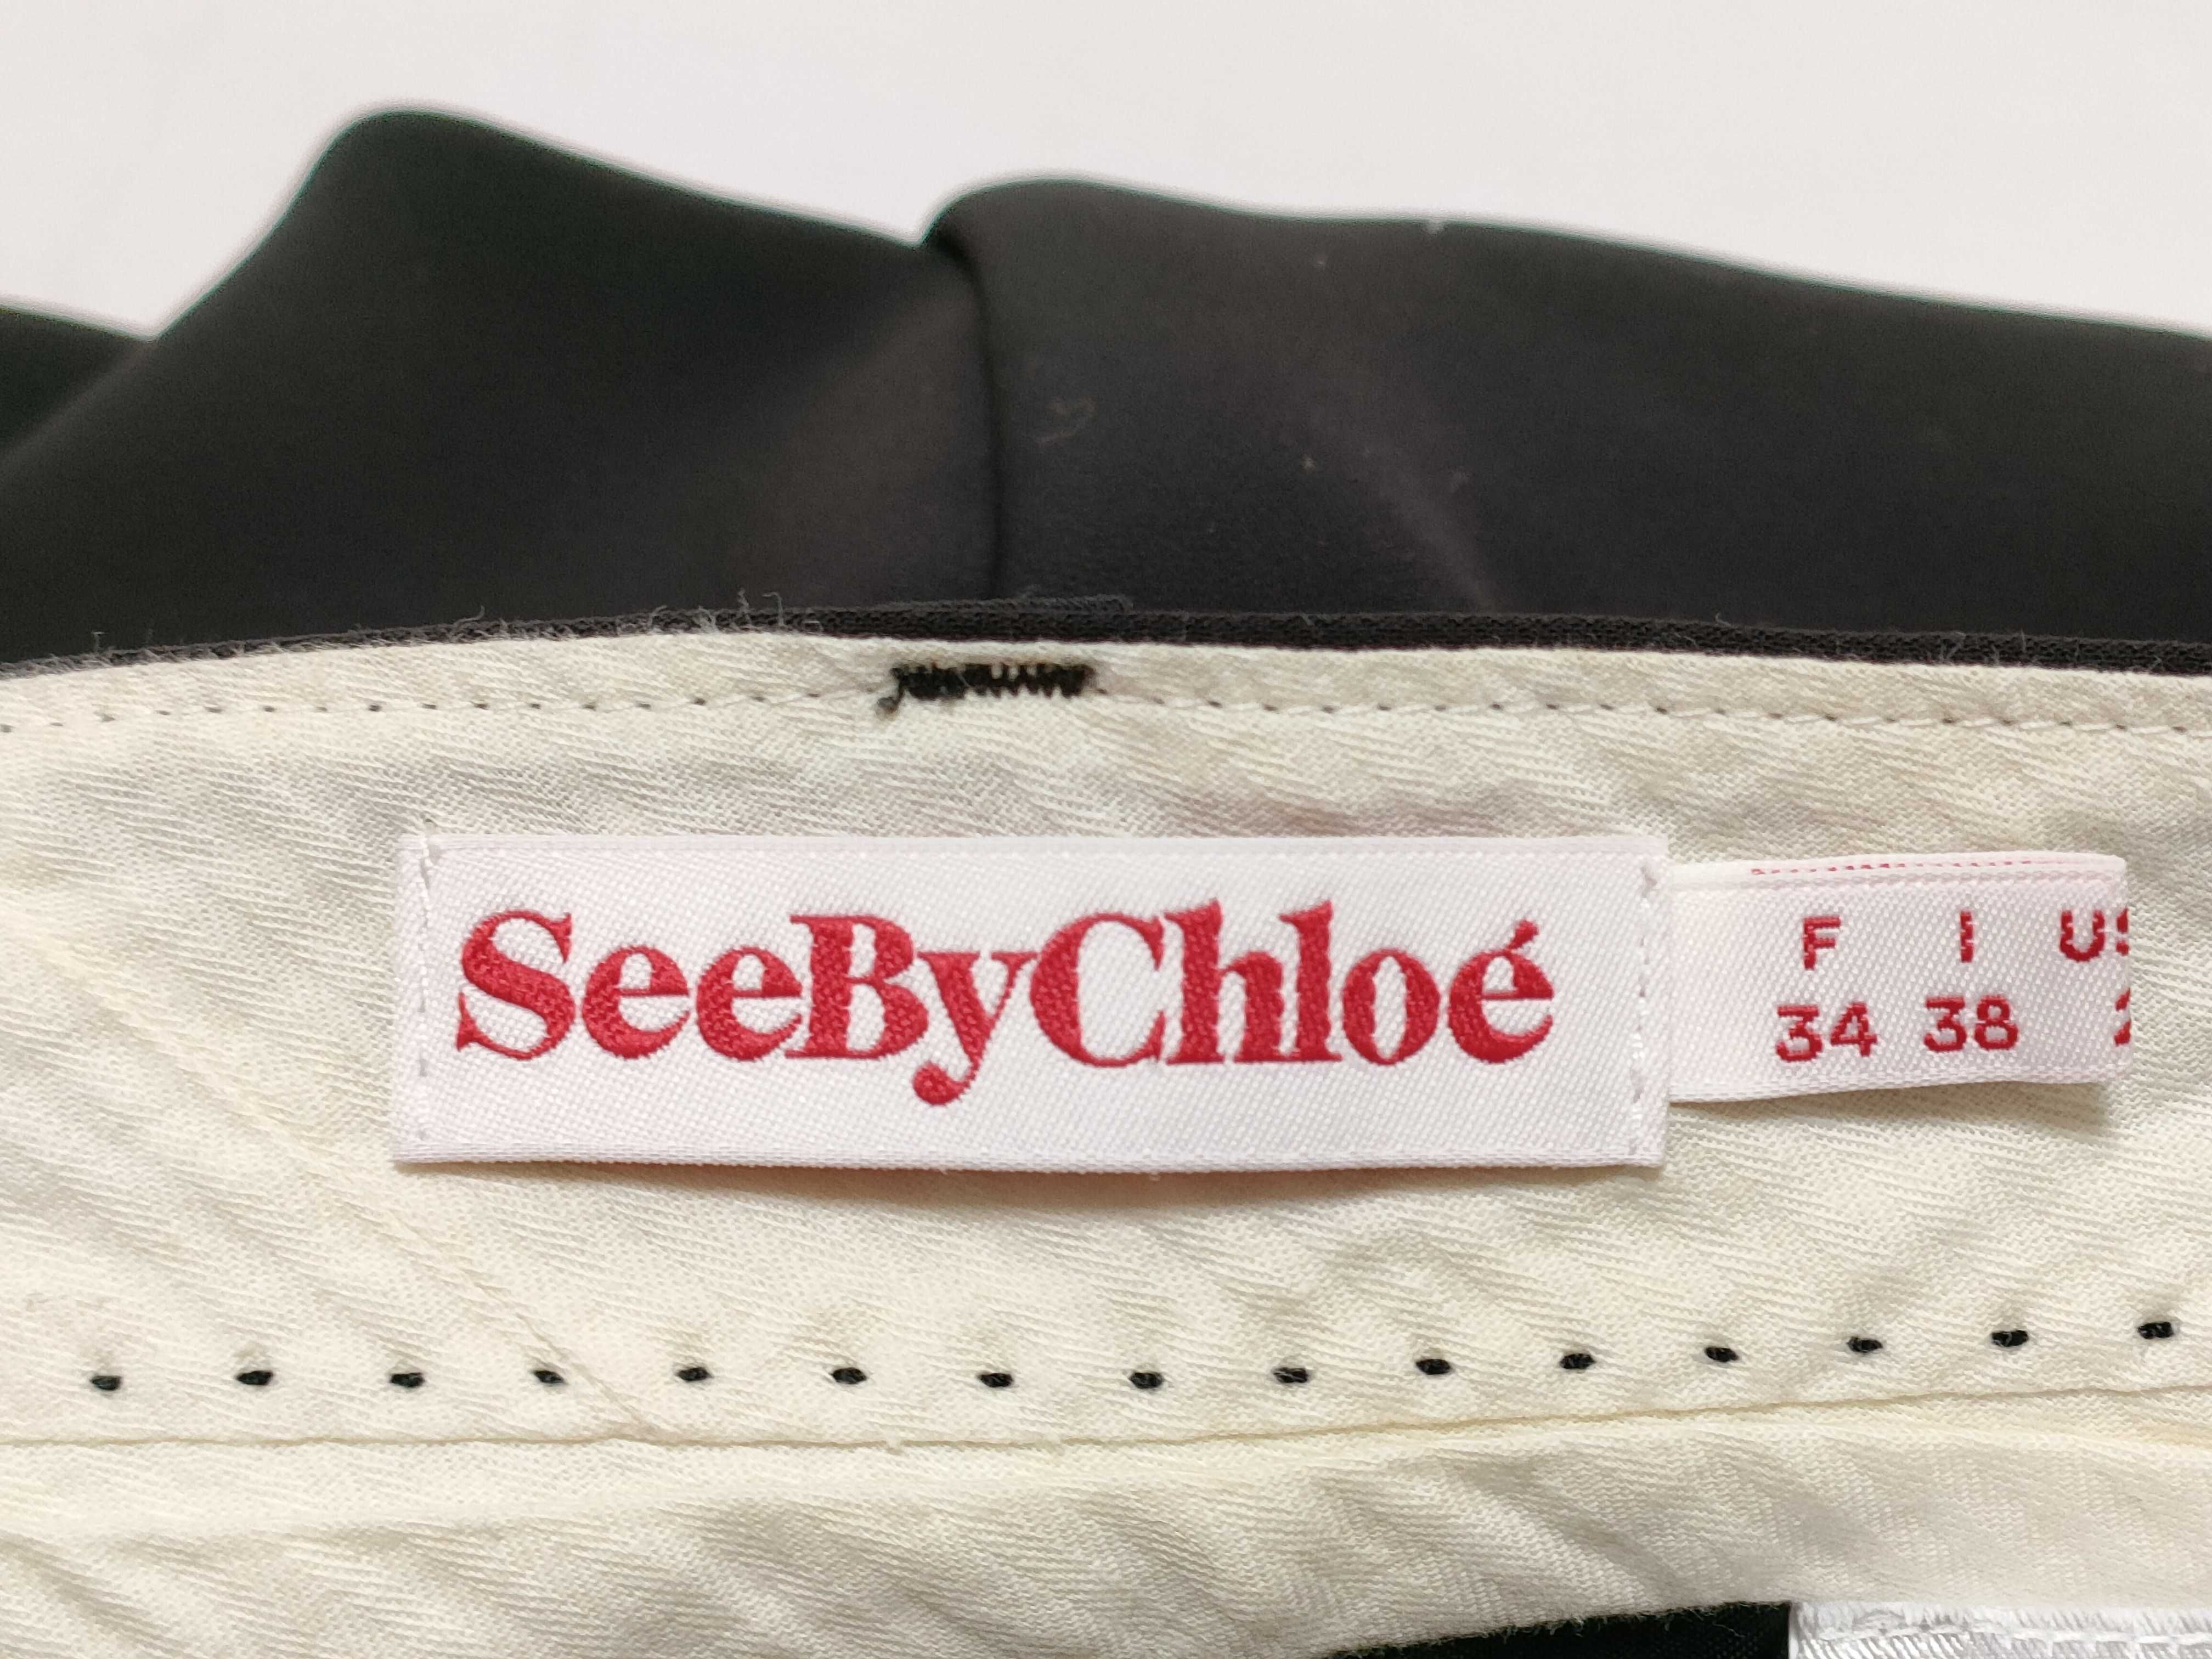 SeeByChloé
F I US
34 38